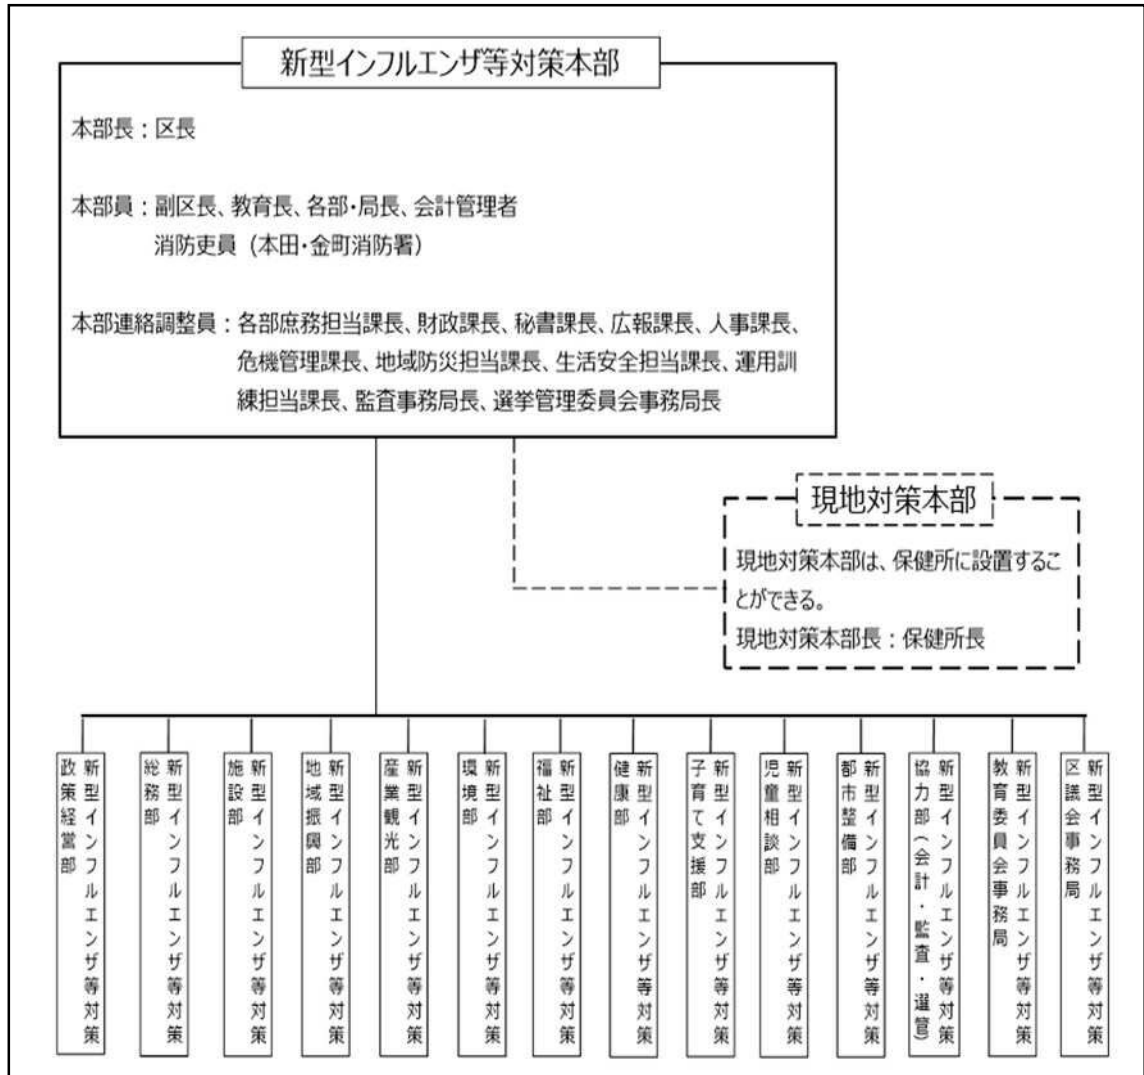 新型インフルエンザ等対策本部
本部長：区長
本部員：副区長、教育長、各部・局長、会計管理者
消防吏員（本田・金町消防署）
本部連絡調整員：各部庶務担当課長、財政課長、秘書課長、広報課長、人事課長、
危機管理課長、地域防災担当課長、生活安全担当課長、運用訓
練担当課長、監査事務局長、選挙管理委員会事務局長
現地対策本部
現地対策本部は、保健所に設置するこ
とができる。
現地対策本部長：保健所長
新型インフルエンザ等対策
政策経営部
新型インフルエンザ等対策
総務部
新型インフルエンザ等対策
施設部
新型インフルエンザ等対策
地域振興部
新型インフルエンザ等対策
産業観光部
新型インフルエンザ等対策
環境部
新型インフルエンザ等対策
福祉部
新型インフルエンザ等対策
健康部
新型インフルエンザ等対策
子育て支援部
新型インフルエンザ等対策
児童相談部
新型インフルエンザ等対策
都市整備部
新型インフルエンザ等対策
協力部（会計・監査・選管）
新型インフルエンザ等対策
教育委員会事務局
新型インフルエンザ等対策
区議会事務局